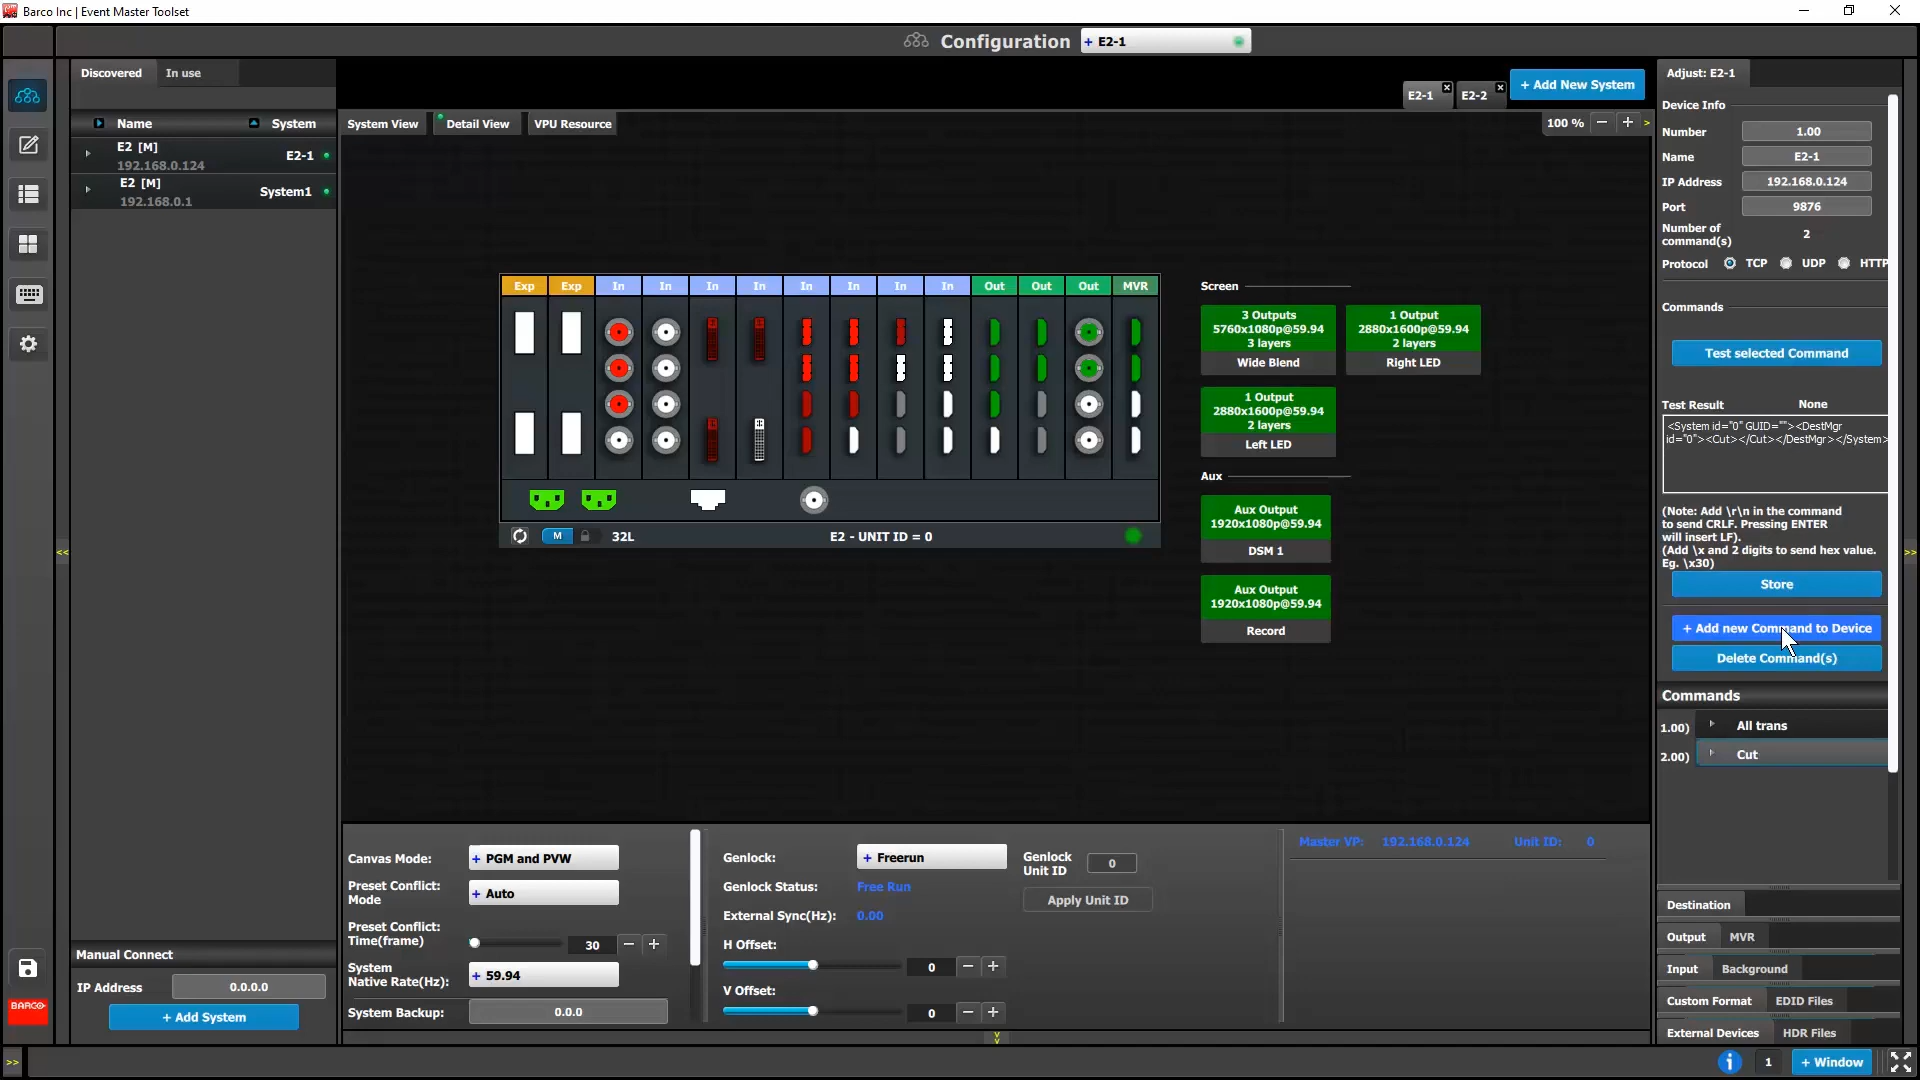 Barco Inc | Event Master Toolset
Configuration
+ E2-1
Discovered
In use
Name
System
E2 [M]
192.168.0.124
E2-1
E2 [M]
192.168.0.1
System1
Manual Connect
IP Address
0.0.0.0
+ Add System
BARCO
>>
<<
E2-1
E2-2
+ Add New System
System View
Detail View
VPU Resource
100 %
>
Exp
Exp
In
In
In
In
In
In
In
In
Out
Out
Out
MVR
M
32L
E2 - UNIT ID = 0
Screen
3 Outputs
5760x1080p@59.94
3 layers
Wide Blend
1 Output
2880x1600p@59.94
2 layers
Right LED
1 Output
2880x1600p@59.94
2 layers
Left LED
Aux
Aux Output
1920x1080p@59.94
DSM 1
Aux Output
1920x1080p@59.94
Record
Canvas Mode:
+ PGM and PVW
Preset Conflict:
Mode
+ Auto
Preset Conflict:
Time(frame)
30
System
Native Rate(Hz):
+ 59.94
System Backup:
0.0.0
Genlock:
+ Freerun
Genlock Status:
Free Run
External Sync(Hz):
0.00
H Offset:
0
V Offset:
0
Genlock
Unit ID
0
Apply Unit ID
Master VP:
192.168.0.124
Unit ID:
0
Adjust: E2-1
Device Info
Number
1.00
Name
E2-1
IP Address
192.168.0.124
Port
9876
Number of
command(s)
2
Protocol
TCP
UDP
HTTP
Commands
Test selected Command
Test Result
None
<System id="0" GUID=""><DestMgr
id="0"><Cut></Cut></DestMgr></System>
(Note: Add \r\n in the command
to send CRLF. Pressing ENTER
will insert LF).
(Add \x and 2 digits to send hex value.
Eg. \x30)
Store
+ Add new Command to Device
Delete Command(s)
Commands
1.00)
All trans
2.00)
Cut
>>
Destination
Output
MVR
Input
Background
Custom Format
EDID Files
External Devices
HDR Files
i
1
+ Window